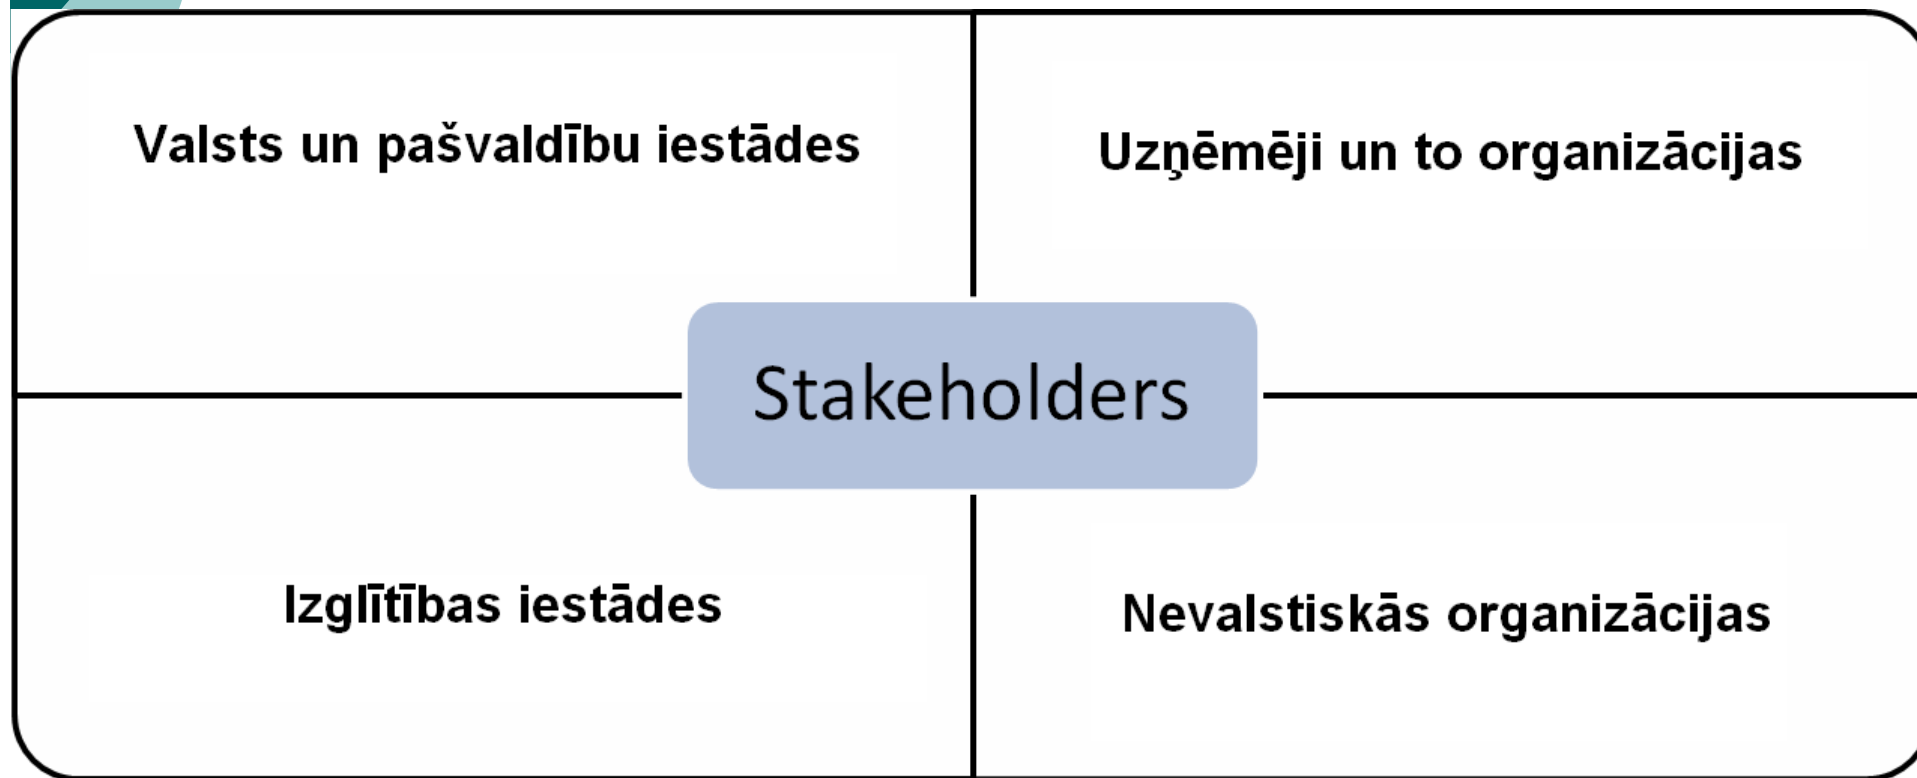 Valsts un pašvaldību iestādes
Uzņēmēji un to organizācijas
Stakeholders
Izglītības iestādes
Nevalstiskās organizācijas